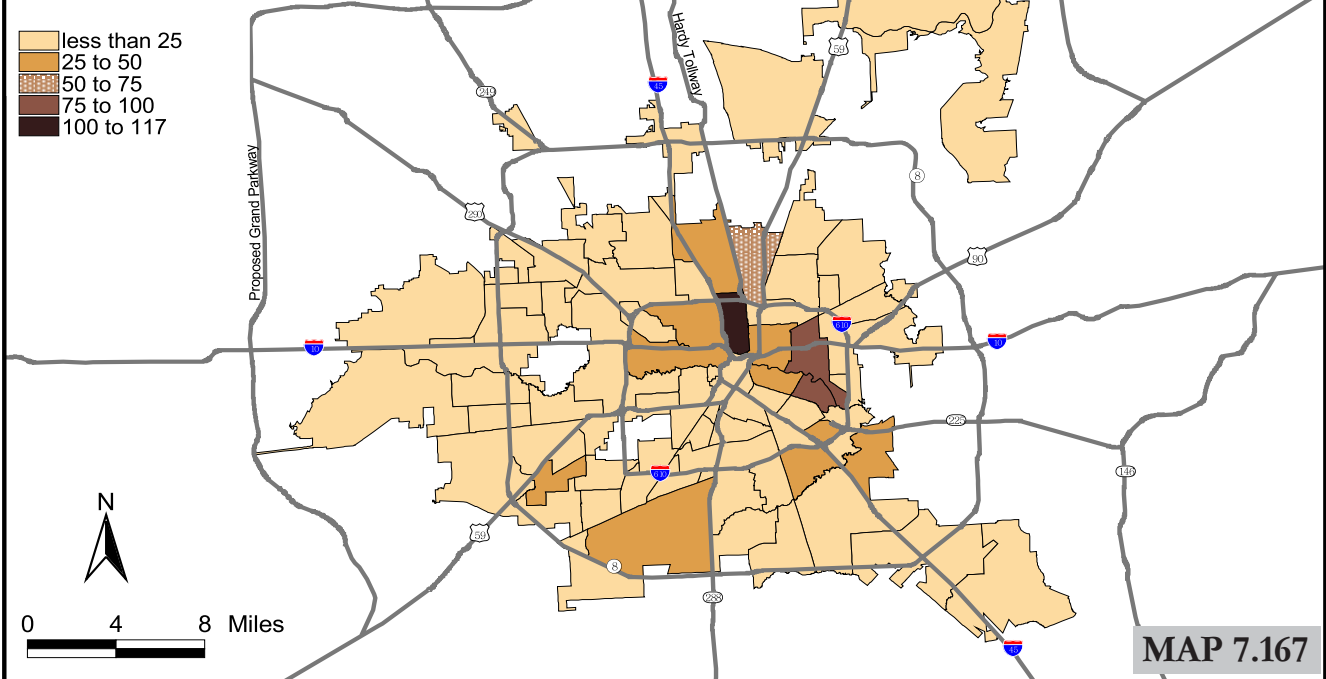 less than 25
25 to 50
50 to 75
75 to 100
100 to 117
Hardy Tollway
59
45
249
8
Proposed Grand Parkway
290
90
610
10
10
225
146
610
59
8
288
N
0 4 8 Miles
45
MAP 7.167